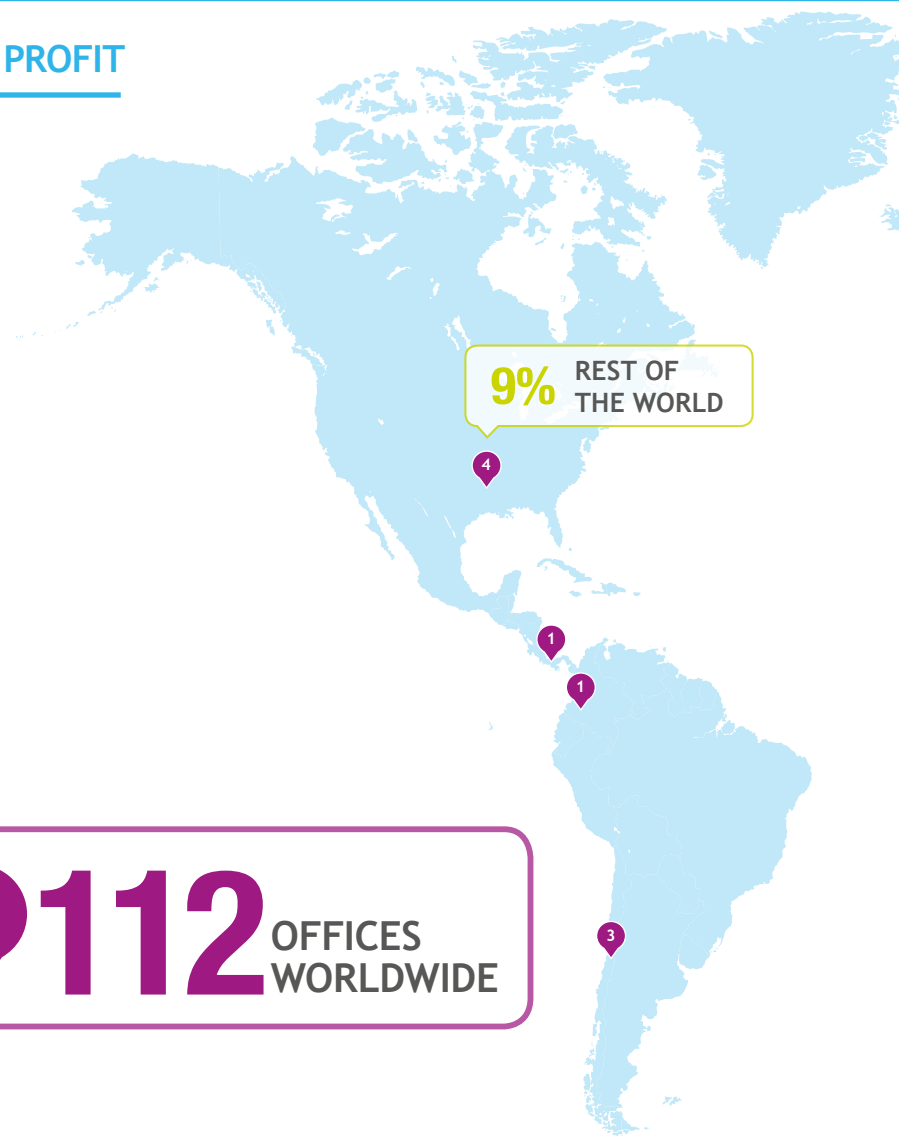 PROFIT
9%
REST OF
THE WORLD
4
1
1
3
112
OFFICES
WORLDWIDE